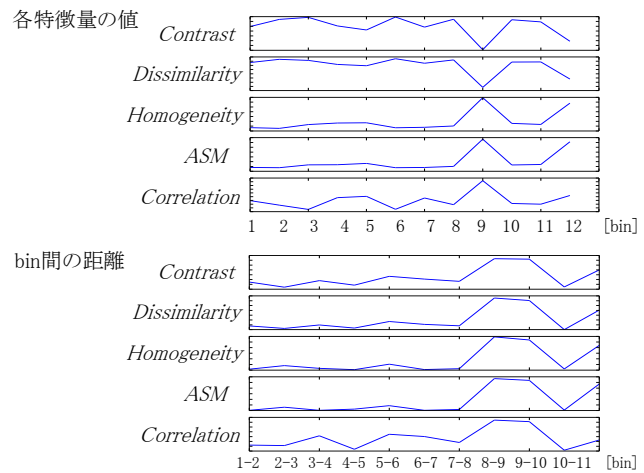 各特徴量の値
Contrast
Dissimilarity
Homogeneity
ASM
Correlation
1 2 3 4 5 6 7 8 9 10 11 12 [bin]
bin間の距離
Contrast
Dissimilarity
Homogeneity
ASM
Correlation
1-2 2-3 3-4 4-5 5-6 6-7 7-8 8-9 9-10 10-11 [bin]